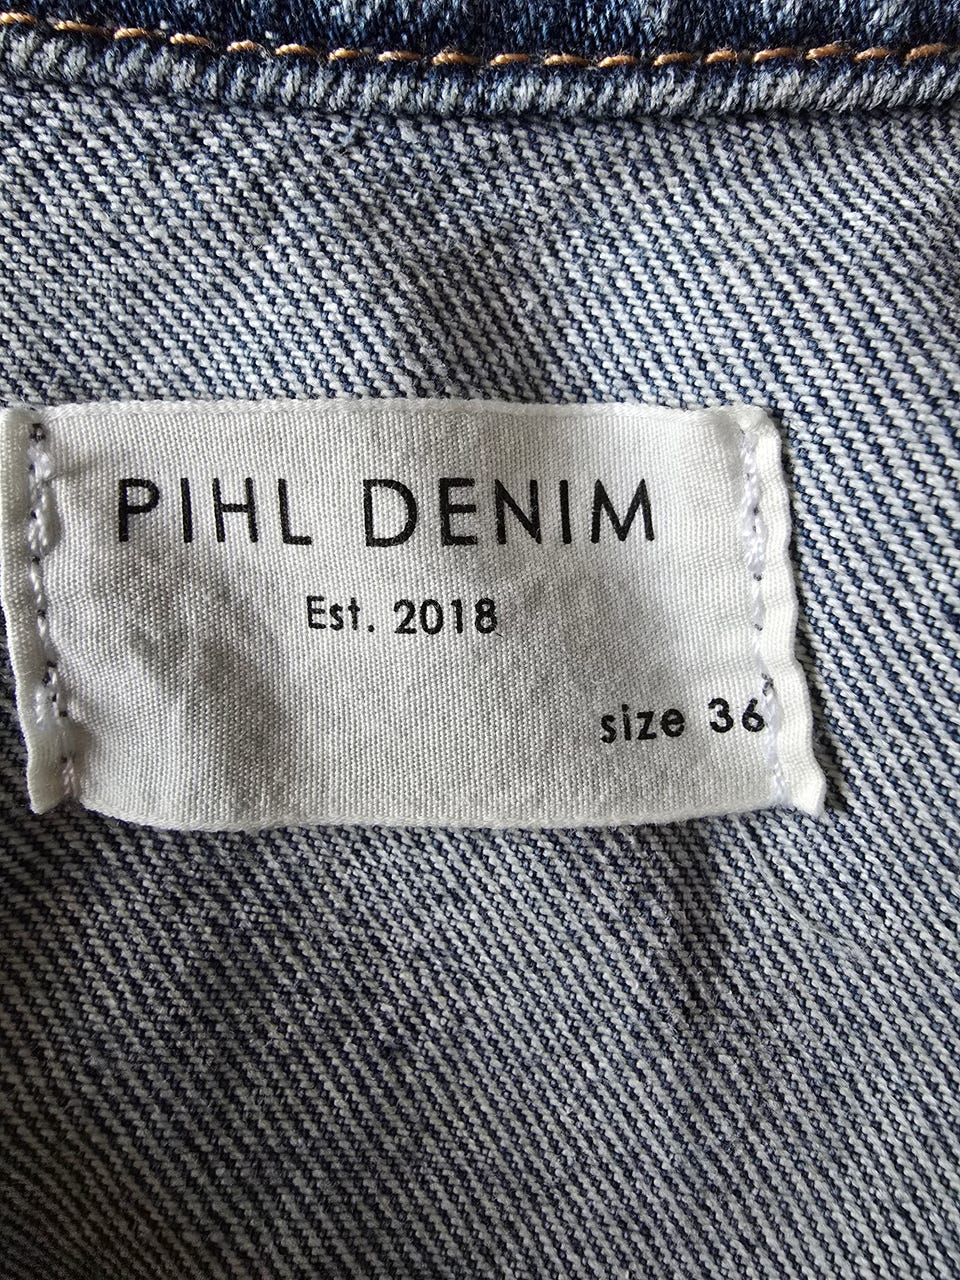 PIHL DENIM
Est. 2018
size 36